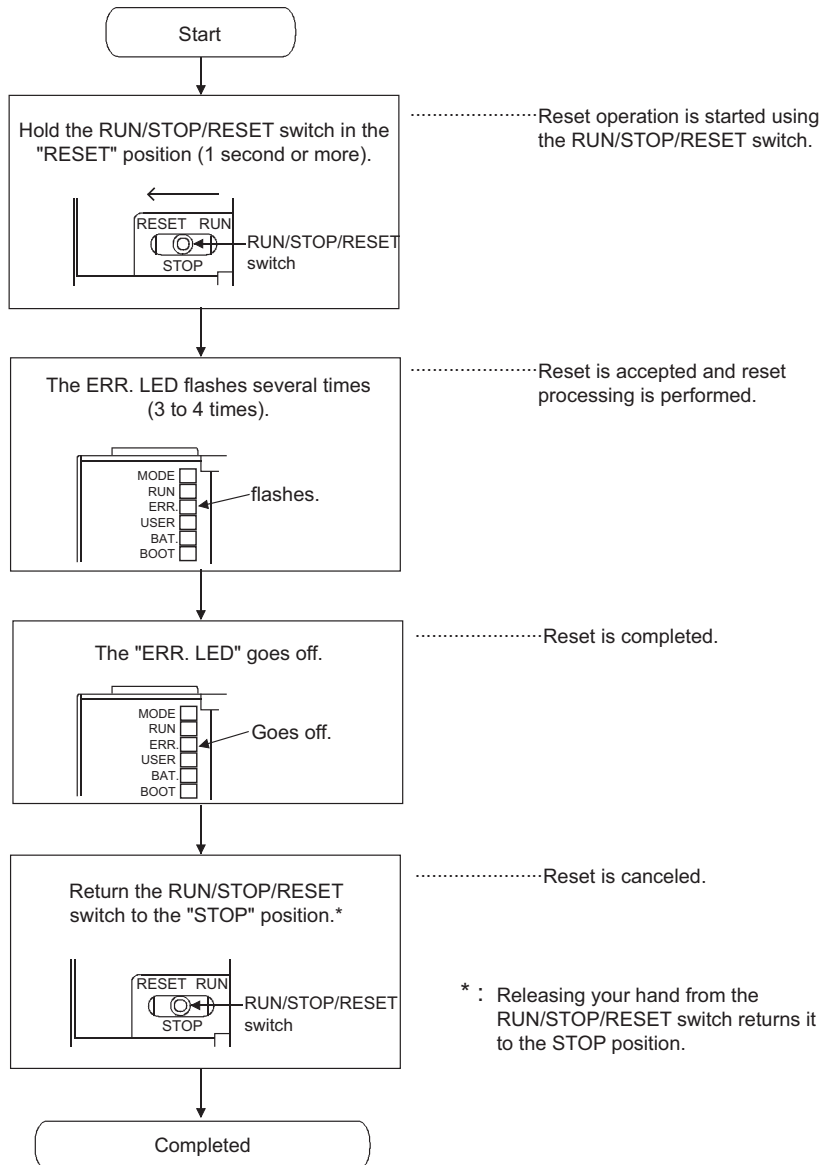 Start
Hold the RUN/STOP/RESET switch in the
"RESET" position (1 second or more).
RESET RUN
RUN/STOP/RESET
switch
STOP
Reset operation is started using
the RUN/STOP/RESET switch.
The ERR. LED flashes several times
(3 to 4 times).
MODE
RUN
ERR.
USER
BAT.
BOOT
flashes.
Reset is accepted and reset
processing is performed.
The "ERR. LED" goes off.
MODE
RUN
ERR.
USER
BAT.
BOOT
Goes off.
Reset is completed.
Return the RUN/STOP/RESET
switch to the "STOP" position.*
RESET RUN
RUN/STOP/RESET
switch
STOP
Reset is canceled.
* : Releasing your hand from the
RUN/STOP/RESET switch returns it
to the STOP position.
Completed